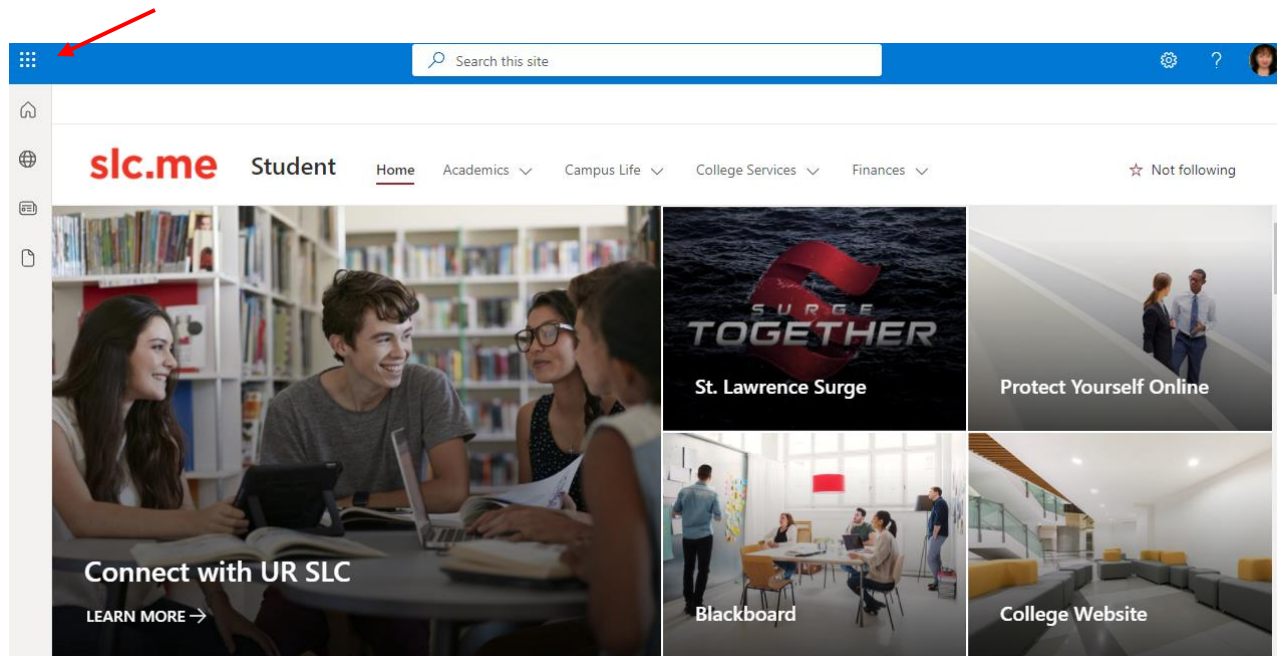 Search this site
?
slc.me Student Home Academics Campus Life College Services Finances Not following
SURGE
TOGETHER
St. Lawrence Surge
Protect Yourself Online
Connect with UR SLC
LEARN MORE →
Blackboard
College Website